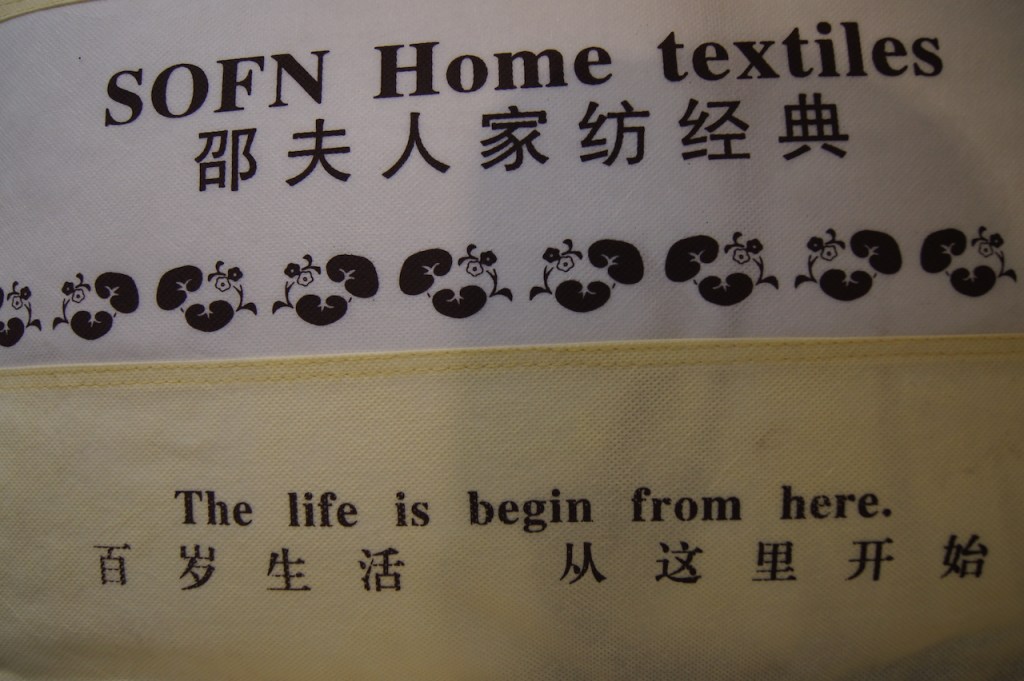 SOFN Home textiles
邵夫人家纺经典
The life is begin from here.
百岁生活 从这里开始